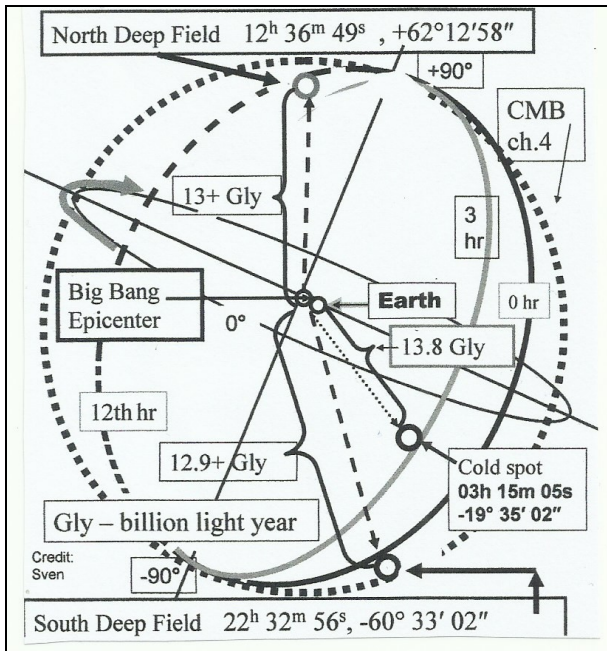 North Deep Field 12ʰ 36ᵐ 49ˢ , +62°12′58″
+90°
CMB
ch.4
13+ Gly
3
hr
Big Bang
Epicenter
Earth
0 hr
0°
13.8 Gly
12th hr
12.9+ Gly
Cold spot
03h 15m 05s
-19° 35′ 02″
Gly – billion light year
Credit:
Sven
-90°
South Deep Field 22ʰ 32ᵐ 56ˢ, -60° 33′ 02″